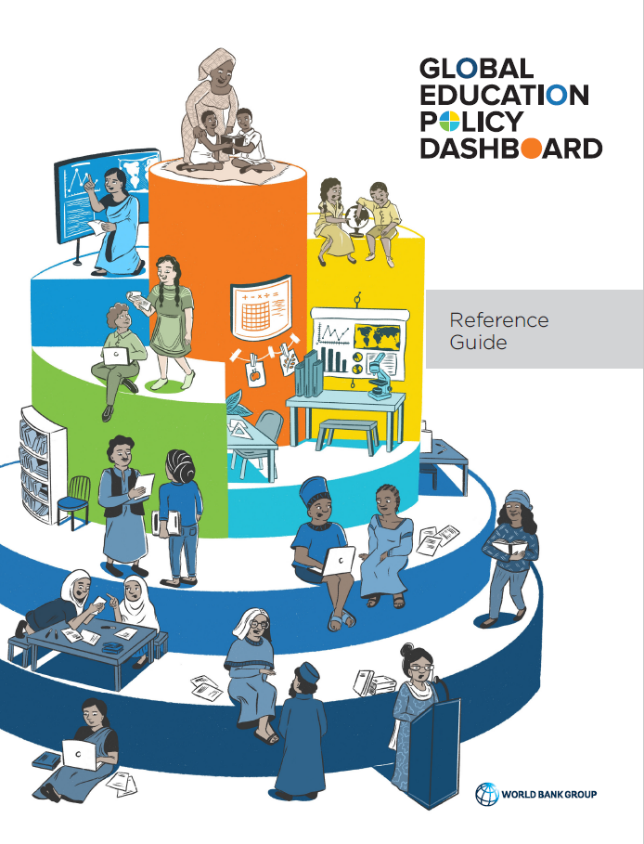 GLOBAL
EDUCATION
POLICY
DASHBOARD
Reference
Guide
WORLD BANK GROUP